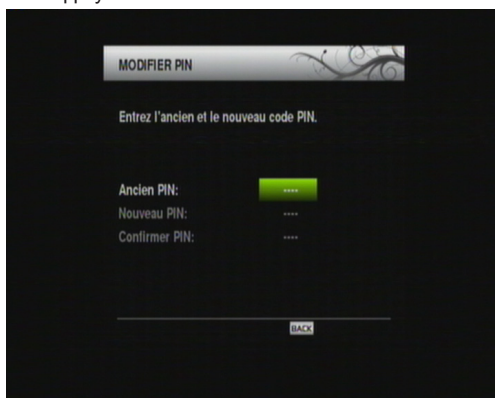 MODIFIER PIN
Entrez l'ancien et le nouveau code PIN.
Ancien PIN: ----
Nouveau PIN: ----
Confirmer PIN: ----
BACK